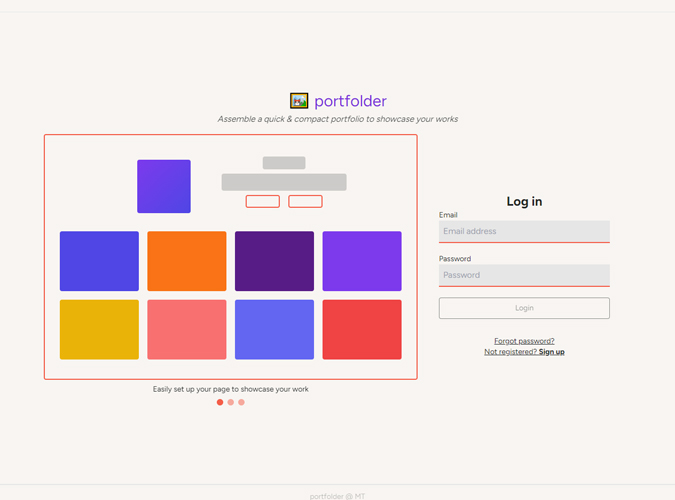 portfolder
Assemble a quick & compact portfolio to showcase your works
Log in
Email
Email address
Password
Password
Login
Forgot password?
Not registered? Sign up
Easily set up your page to showcase your work
portfolder @ MT